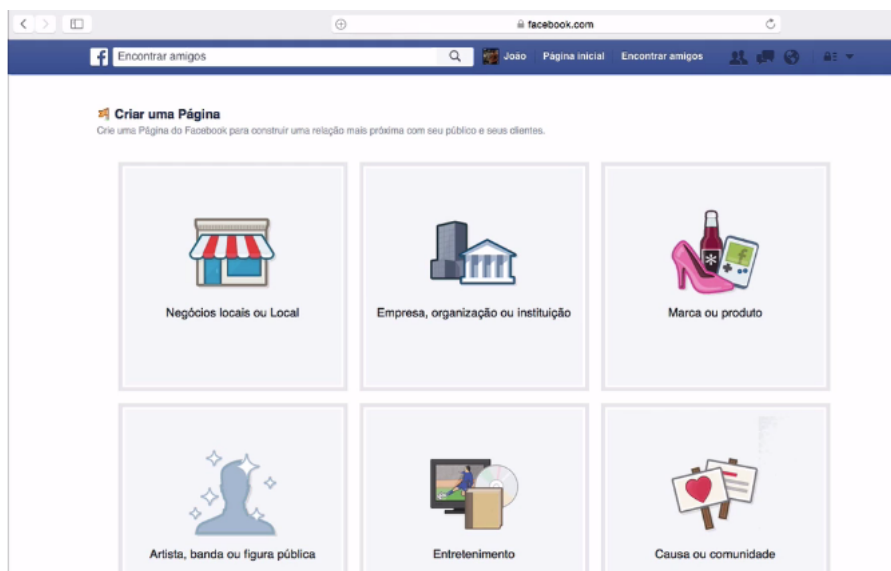 facebook.com
f Encontrar amigos João Página inicial Encontrar amigos
Criar uma Página
Crie uma Página do Facebook para construir uma relação mais próxima com seu público e seus clientes.
Negócios locais ou Local
Empresa, organização ou instituição
Marca ou produto
Artista, banda ou figura pública
Entretenimento
Causa ou comunidade